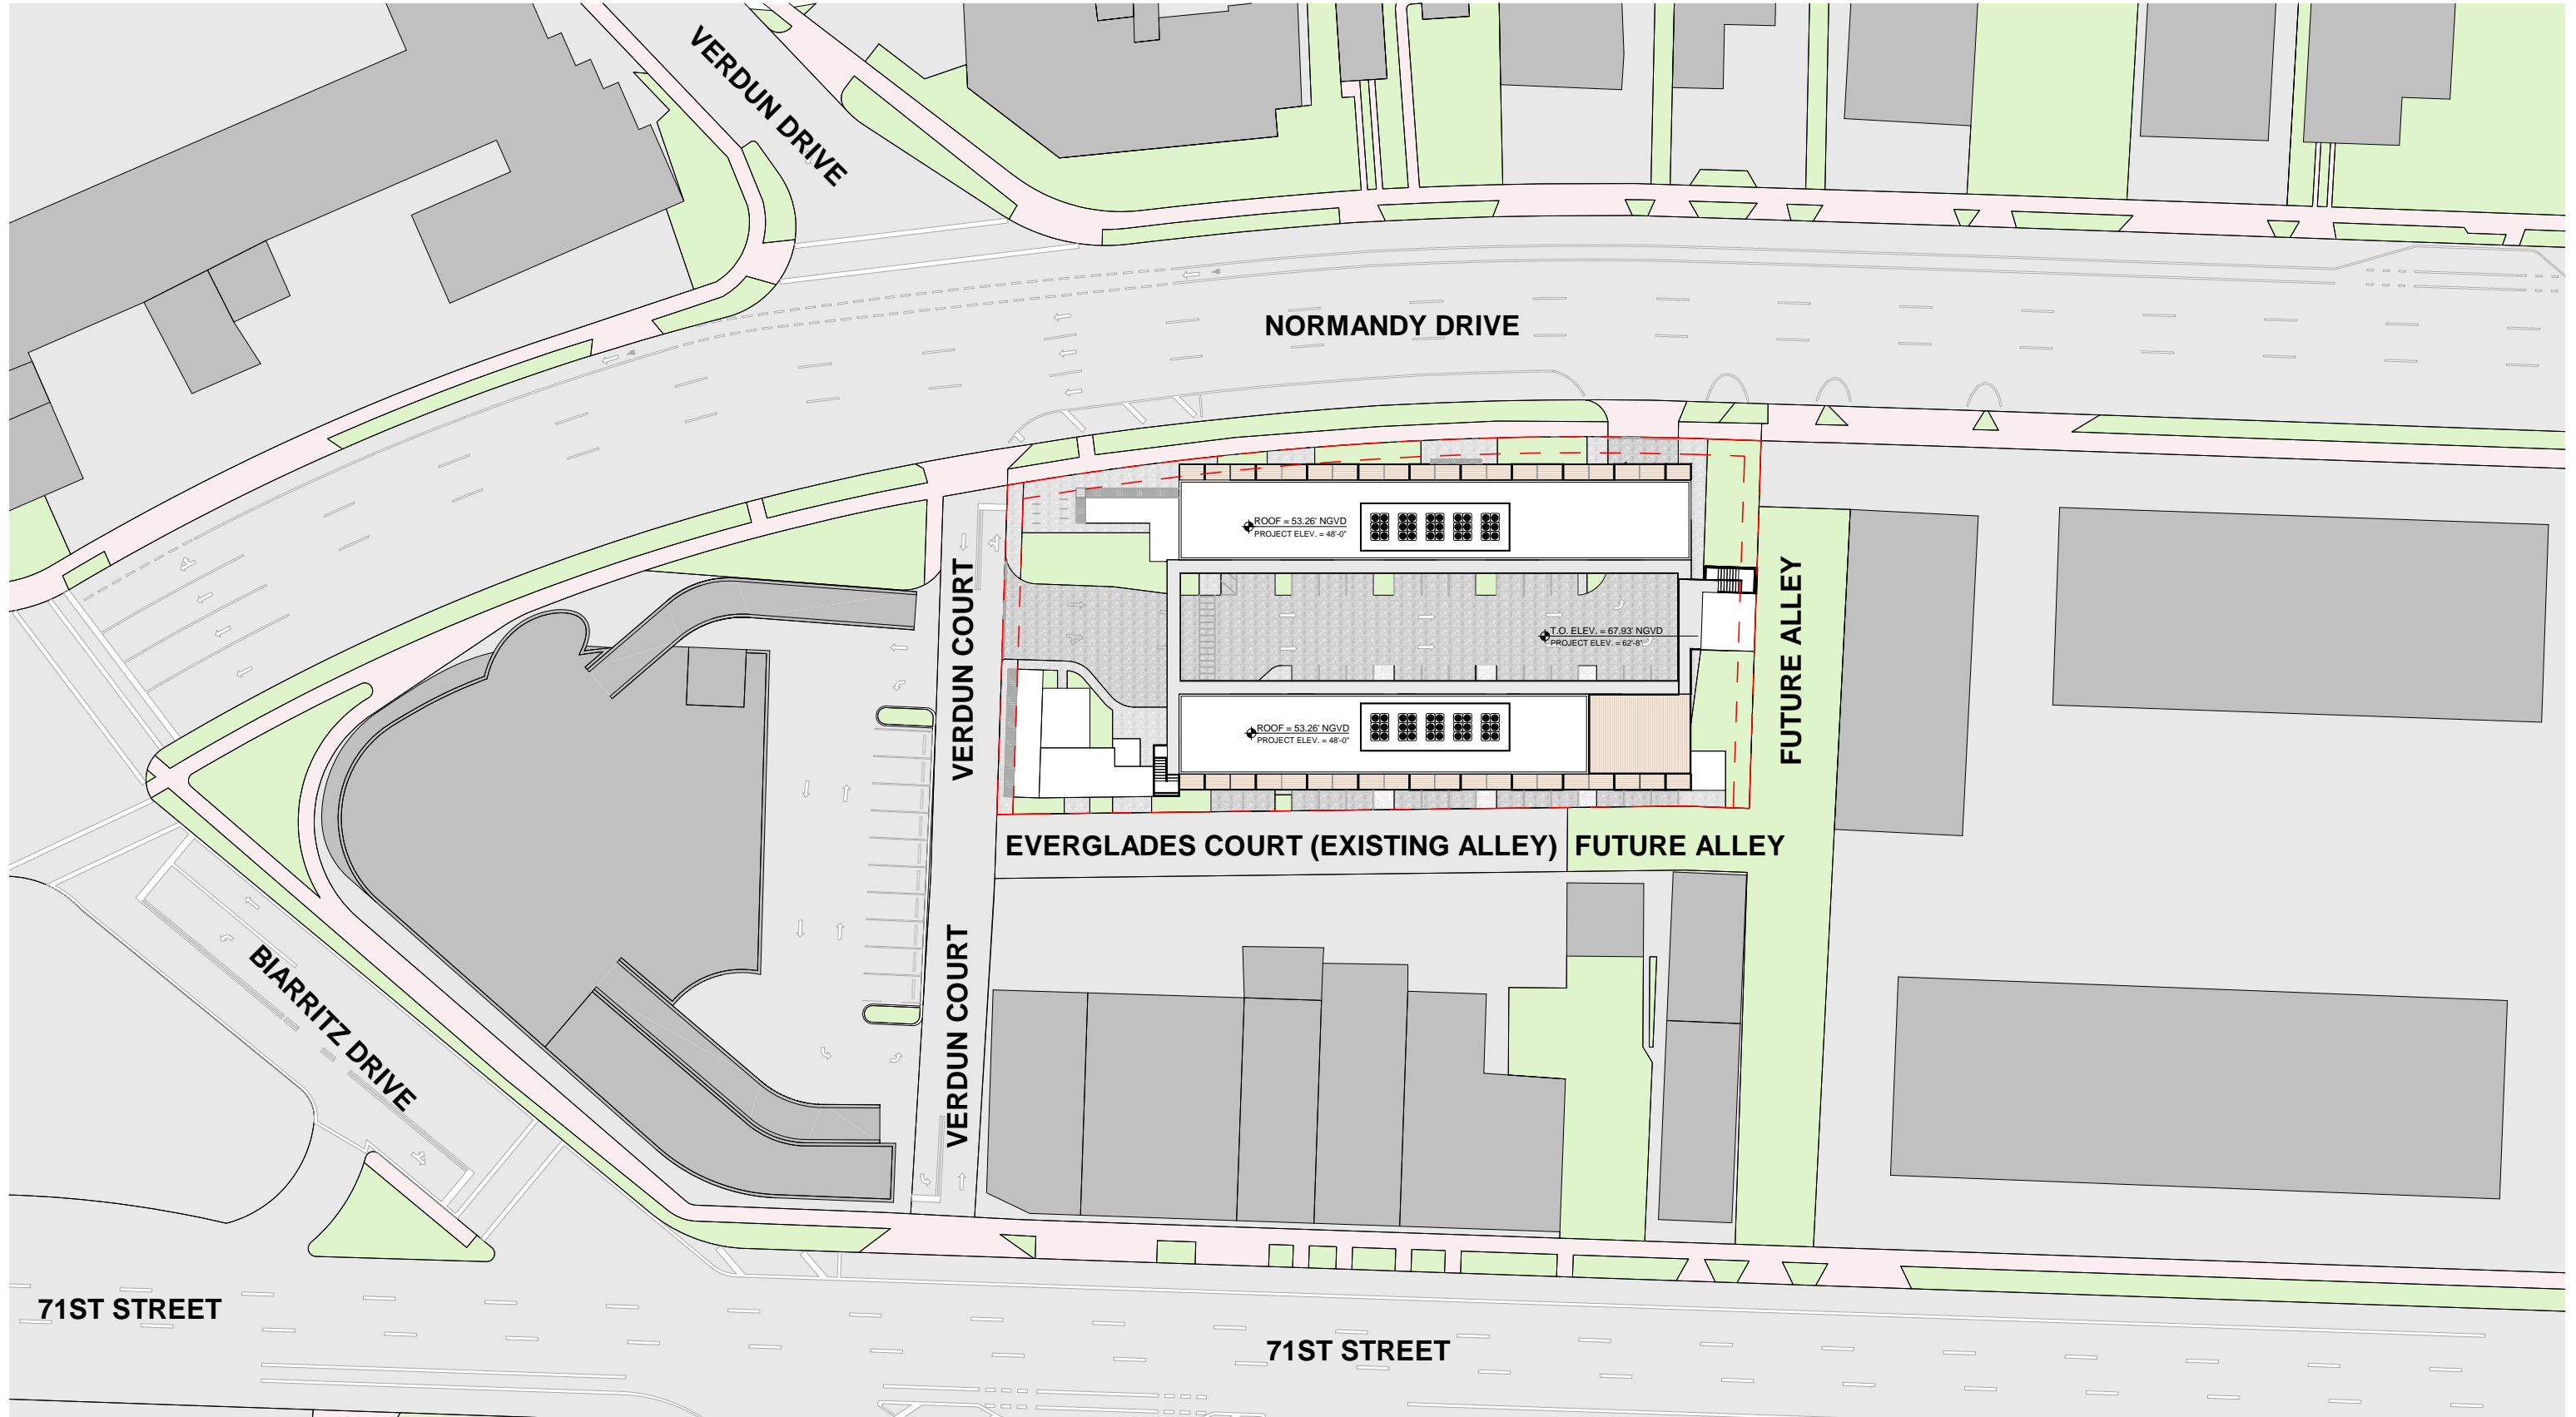 VERDUN DRIVE
NORMANDY DRIVE
ROOF = 53.26' NGVD
PROJECT ELEV. = 48'-0"
VERDUN COURT
T.O. ELEV. = 67.93' NGVD
PROJECT ELEV. = 62'-8"
FUTURE ALLEY
ROOF = 53.26' NGVD
PROJECT ELEV. = 48'-0"
EVERGLADES COURT (EXISTING ALLEY)
FUTURE ALLEY
BIARRITZ DRIVE
VERDUN COURT
71ST STREET
71ST STREET